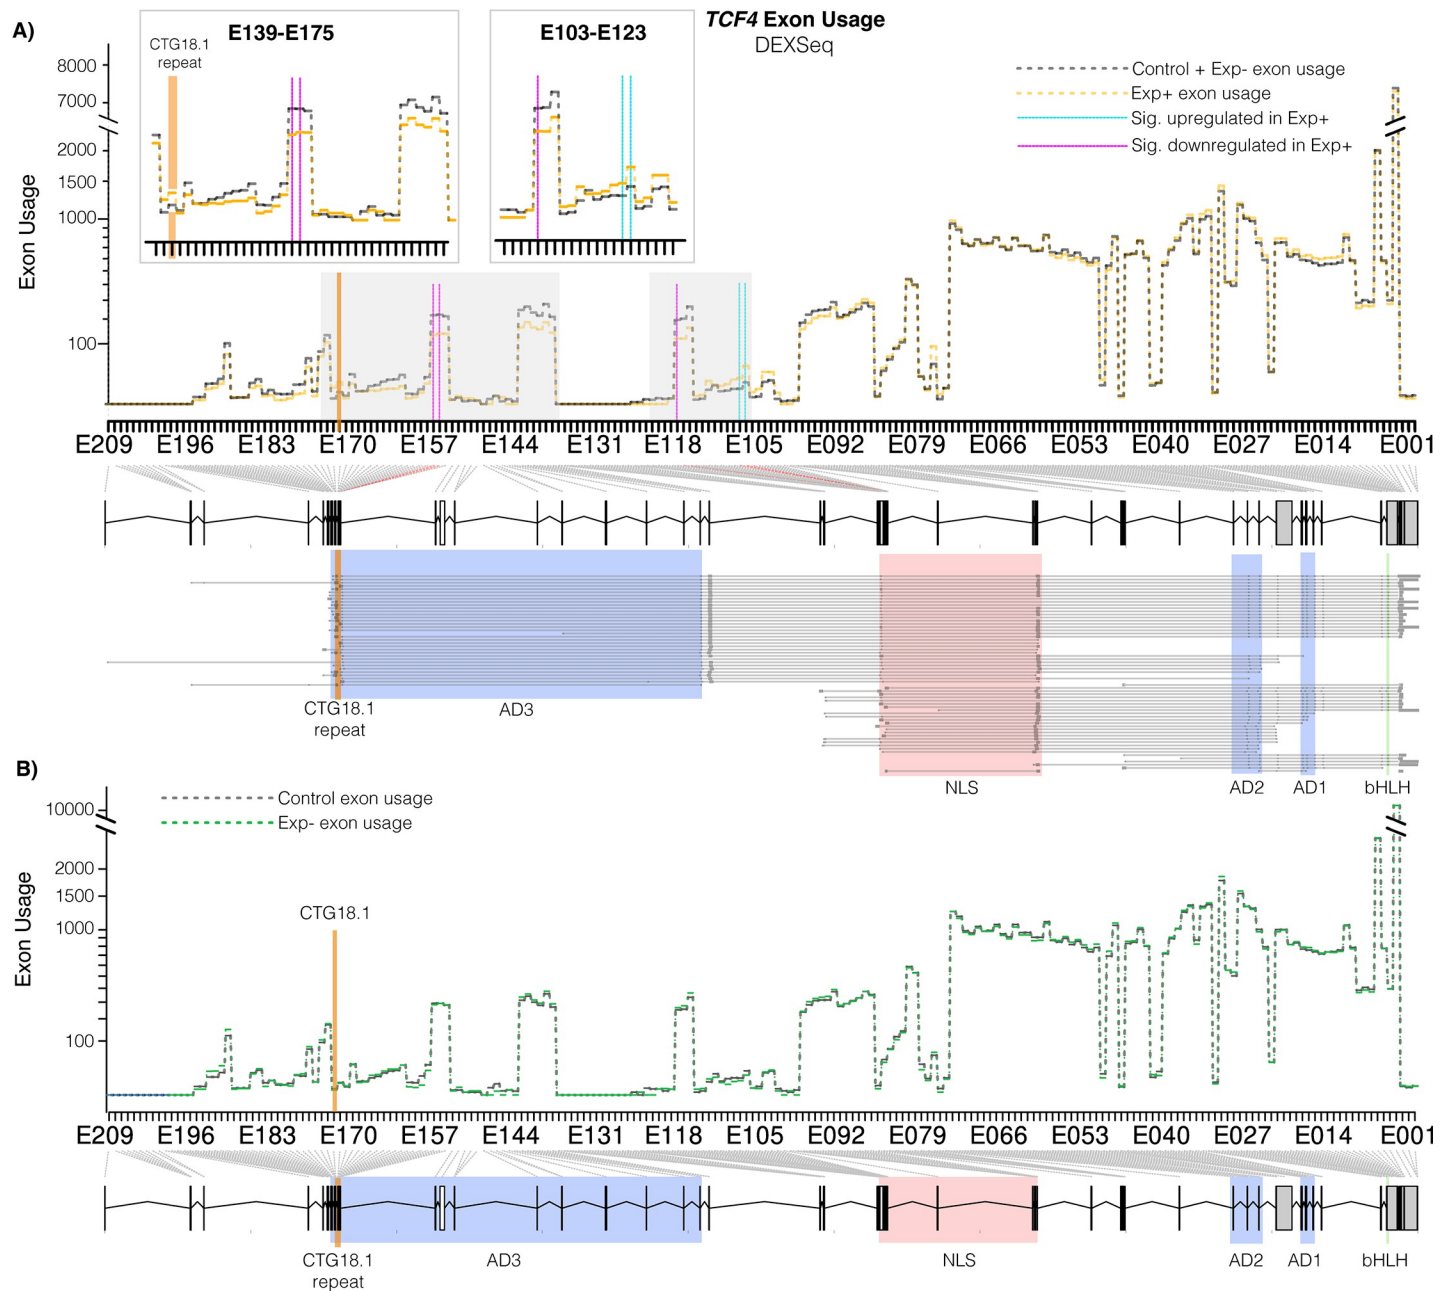 A)
TCF4 Exon Usage
DEXSeq
E139-E175
CTG18.1
repeat
E103-E123
Control + Exp- exon usage
Exp+ exon usage
Sig. upregulated in Exp+
Sig. downregulated in Exp+
8000
7000
2000
1500
1000
100
Exon Usage
E209 E196 E183 E170 E157 E144 E131 E118 E105 E092 E079 E066 E053 E040 E027 E014 E001
CTG18.1
repeat
AD3
NLS
AD2
AD1
bHLH
B)
Control exon usage
Exp- exon usage
10000
2000
1500
1000
100
Exon Usage
CTG18.1
E209 E196 E183 E170 E157 E144 E131 E118 E105 E092 E079 E066 E053 E040 E027 E014 E001
CTG18.1
repeat
AD3
NLS
AD2
AD1
bHLH